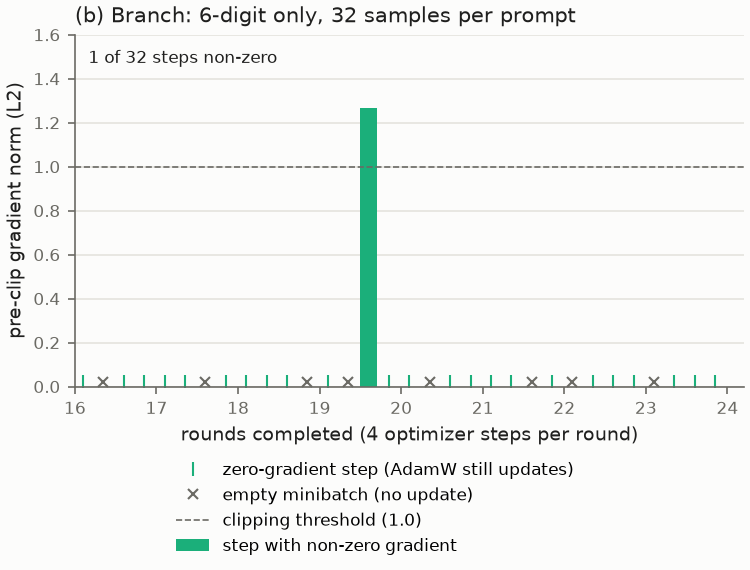 (b) Branch: 6-digit only, 32 samples per prompt
1 of 32 steps non-zero
pre-clip gradient norm (L2)
1.6
1.4
1.2
1.0
0.8
0.6
0.4
0.2
0.0
16 17 18 19 20 21 22 23 24
rounds completed (4 optimizer steps per round)
zero-gradient step (AdamW still updates)
empty minibatch (no update)
clipping threshold (1.0)
step with non-zero gradient